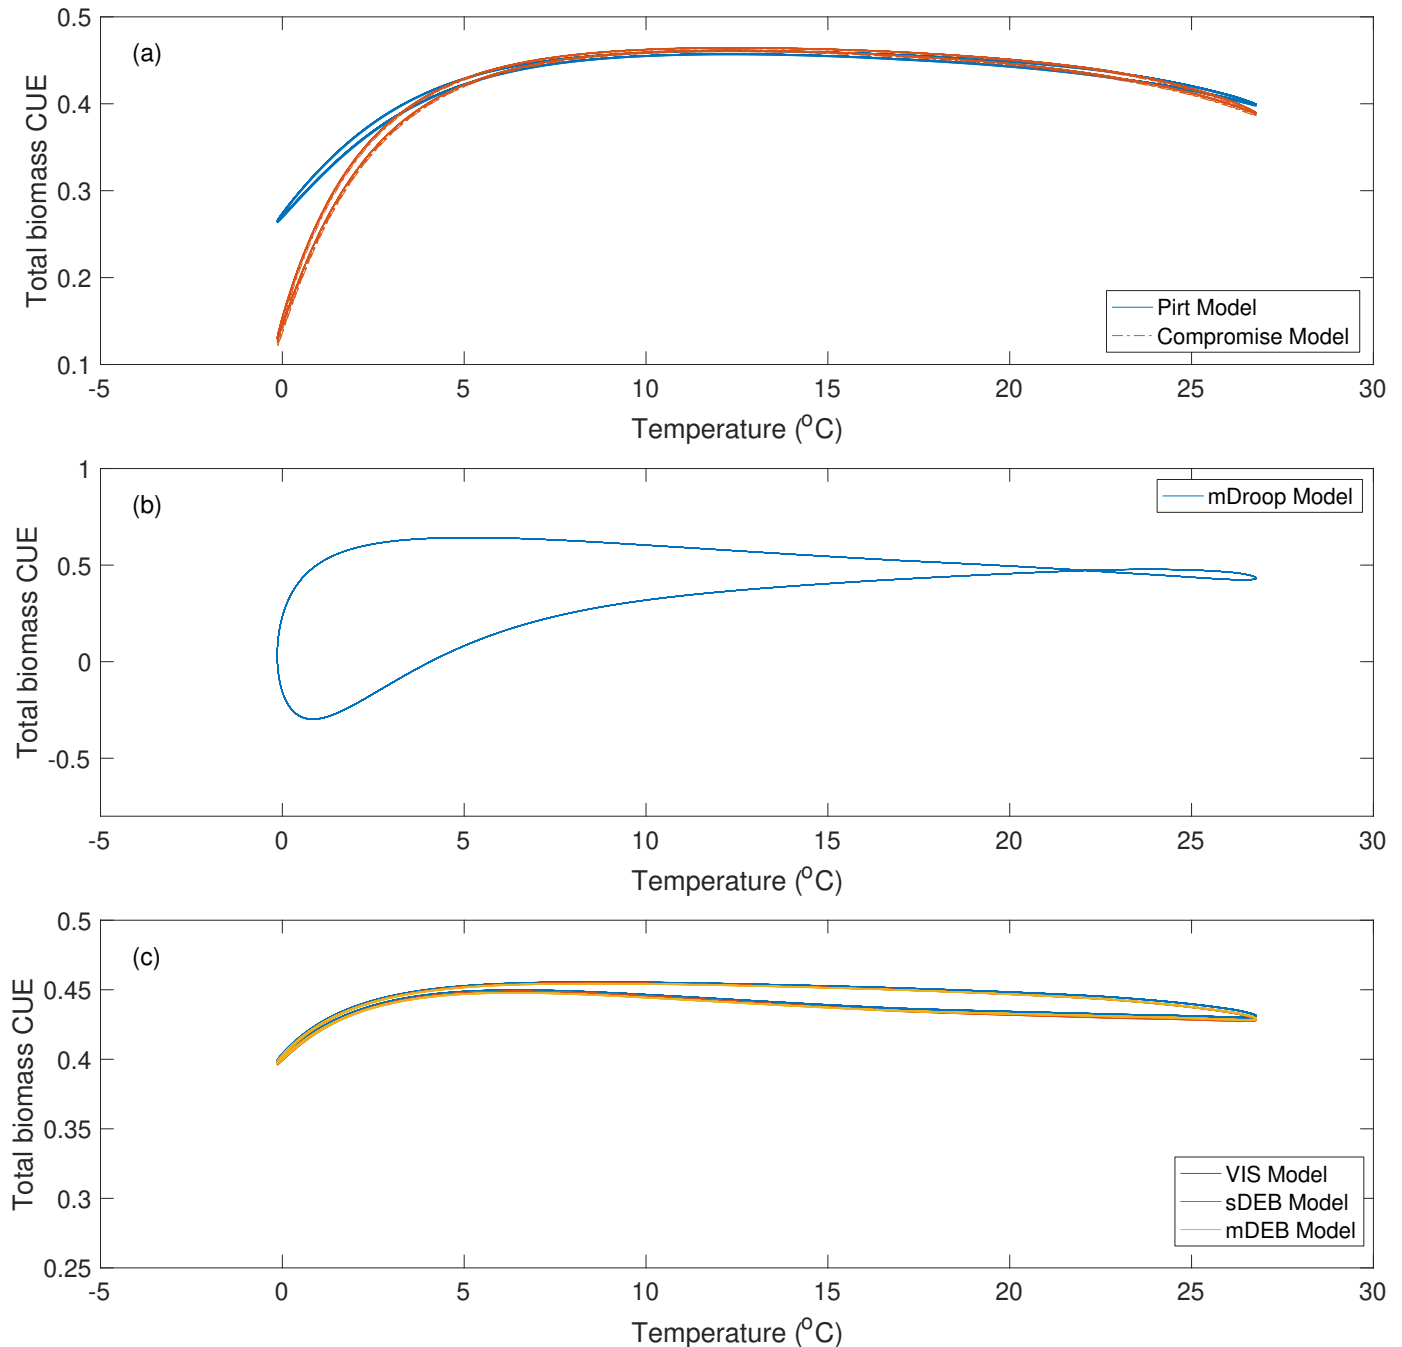 (a)
Total biomass CUE
0.5
0.4
0.3
0.2
0.1
-5 0 5 10 15 20 25 30
Temperature (°C)
Pirt Model
Compromise Model
(b)
Total biomass CUE
1
0.5
0
-0.5
-5 0 5 10 15 20 25 30
Temperature (°C)
mDroop Model
(c)
Total biomass CUE
0.5
0.45
0.4
0.35
0.3
0.25
-5 0 5 10 15 20 25 30
Temperature (°C)
VIS Model
sDEB Model
mDEB Model